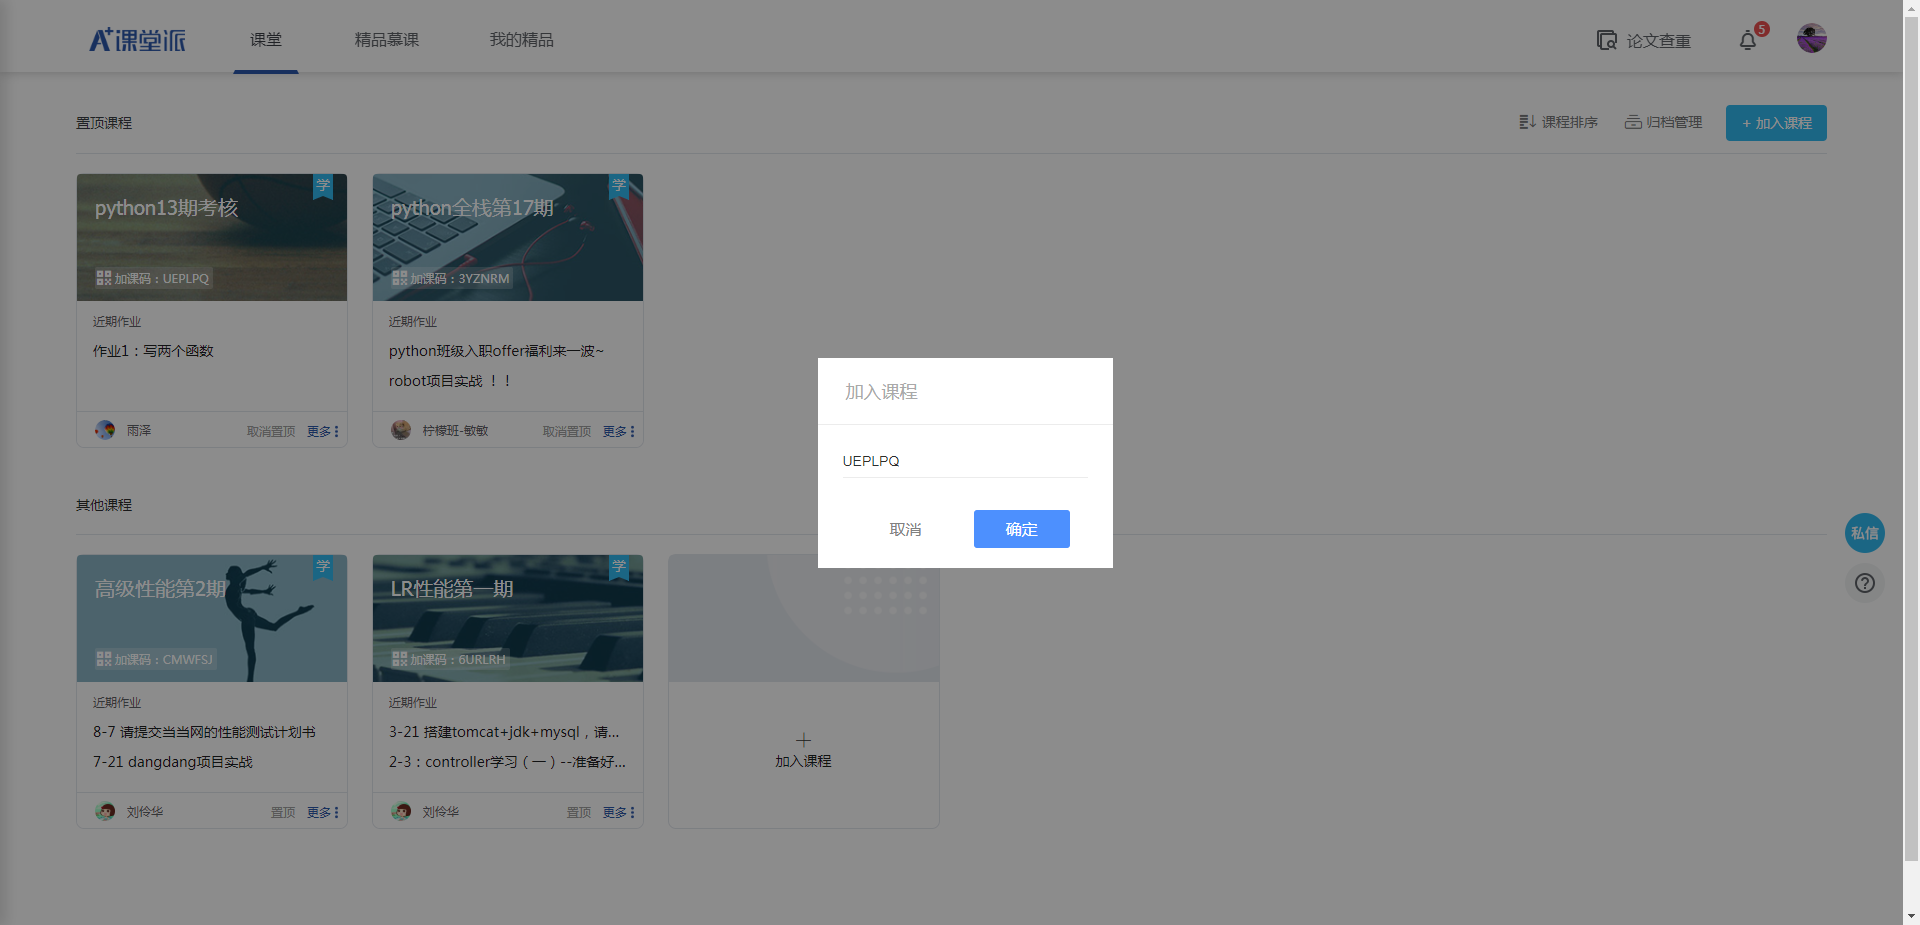 A+课堂派
课堂
精品慕课
我的精品
论文查重
5
置顶课程
课程排序
归档管理
+ 加入课程
学
python13期考核
加课码：UEPLPQ
近期作业
作业1：写两个函数
雨泽
取消置顶
更多
学
python全栈第17期
加课码：3YZNRM
近期作业
python班级入职offer福利来一波~
robot项目实战 ！！
柠檬班-敏敏
取消置顶
更多
加入课程
UEPLPQ
取消
确定
其他课程
学
高级性能第2期
加课码：CMWFSJ
近期作业
8-7 请提交当当网的性能测试计划书
7-21 dangdang项目实战
刘伶华
置顶
更多
学
LR性能第一期
加课码：6URLRH
近期作业
3-21 搭建tomcat+jdk+mysql，请...
2-3：controller学习（一）--准备好...
刘伶华
置顶
更多
加入课程
私信